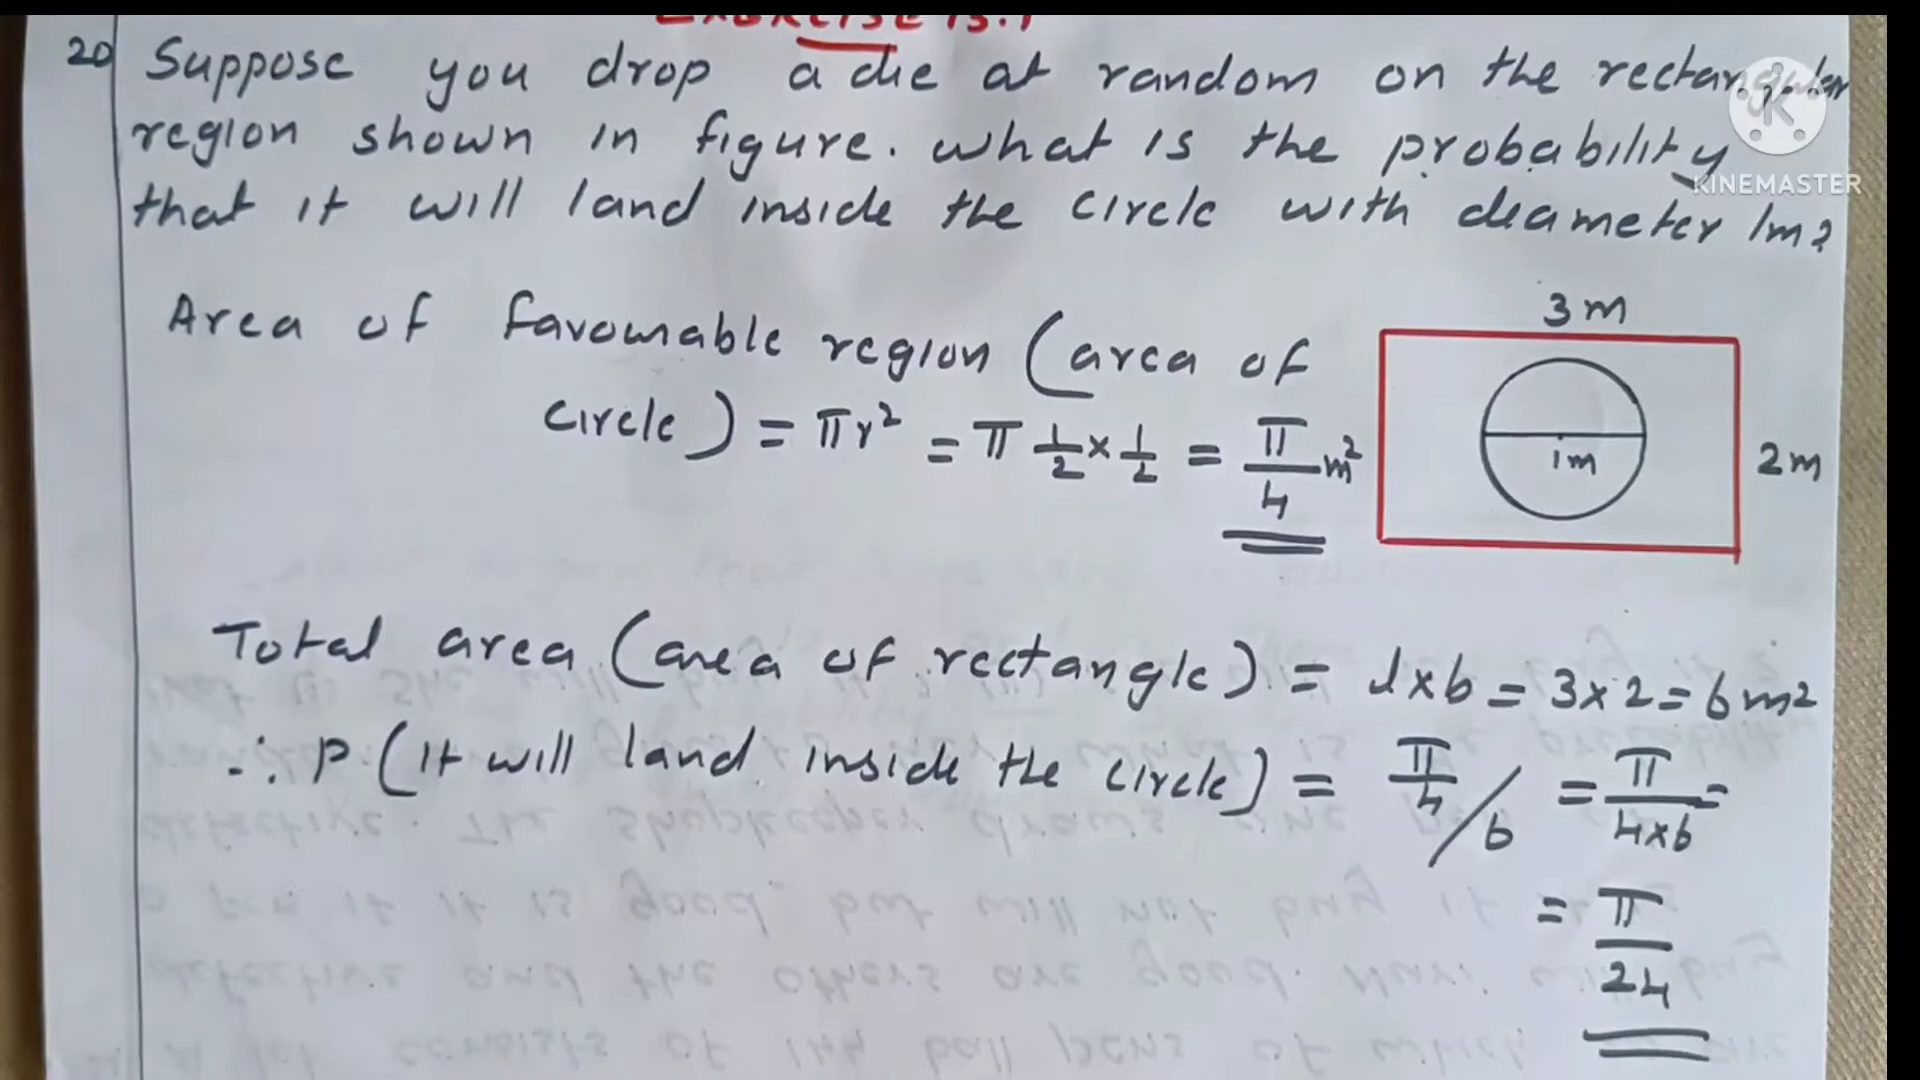 Exercise 15.1
20 Suppose you drop a die at random on the rectangular
region shown in figure. What is the probability
that it will land inside the circle with diameter 1m?
KINEMASTER
Area of favourable region (area of
circle) = πr² = π 1/2 × 1/2 = π/4 m²
3m
1m
2m
Total area (area of rectangle) = l×b = 3×2 = 6m²
∴ P (It will land inside the circle) = π/4 / 6 = π/4×6 =
= π/24